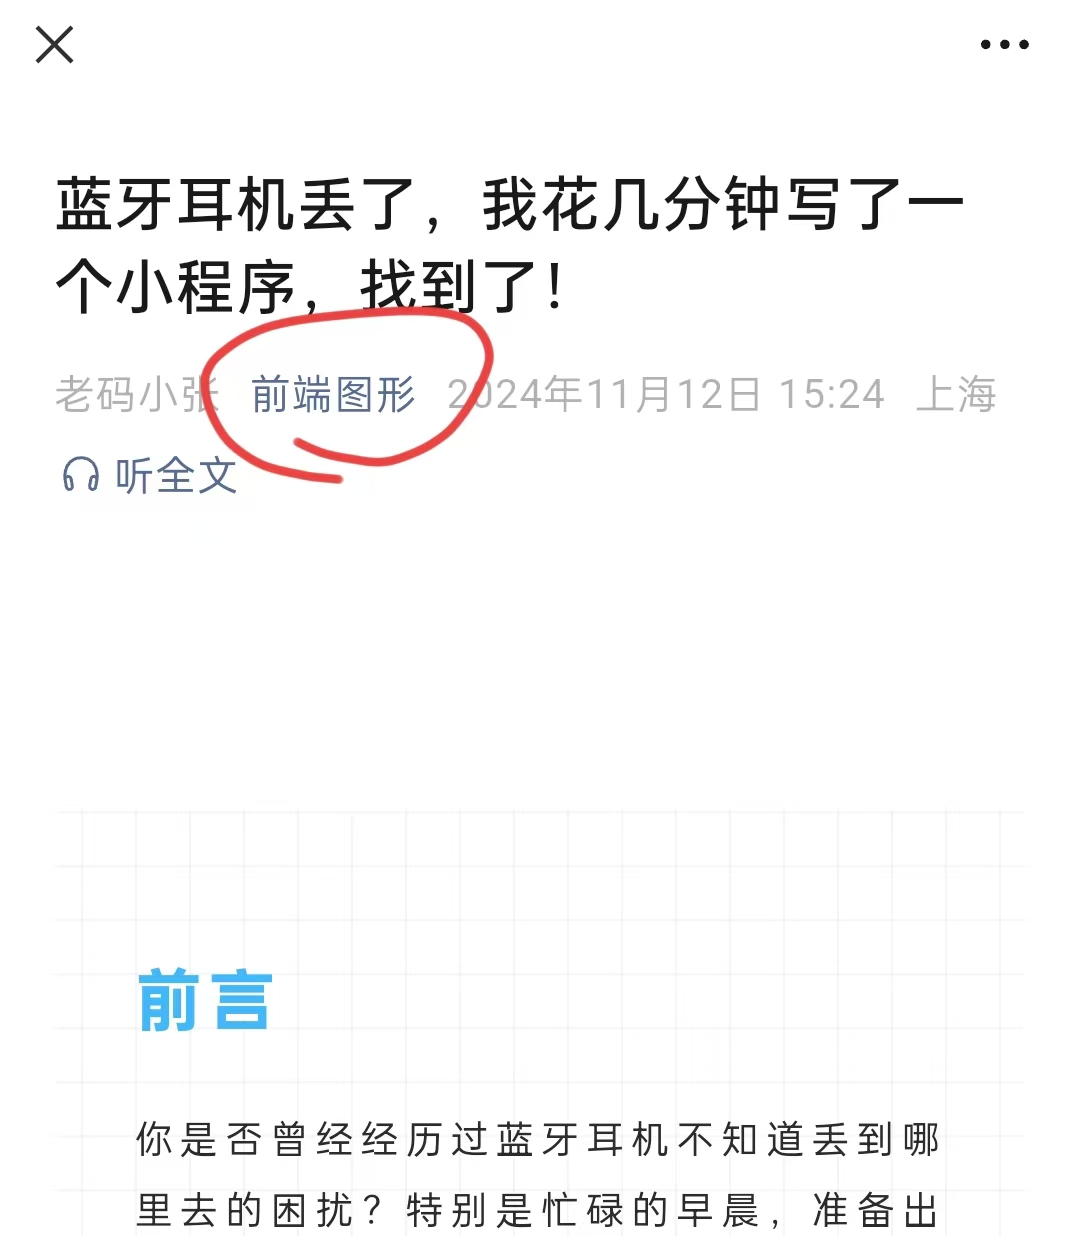 蓝牙耳机丢了，我花几分钟写了一
个小程序，找到了！
老码小张 前端图形 2024年11月12日 15:24 上海
听全文
前言
你是否曾经经历过蓝牙耳机不知道丢到哪
里去的困扰？特别是忙碌的早晨，准备出